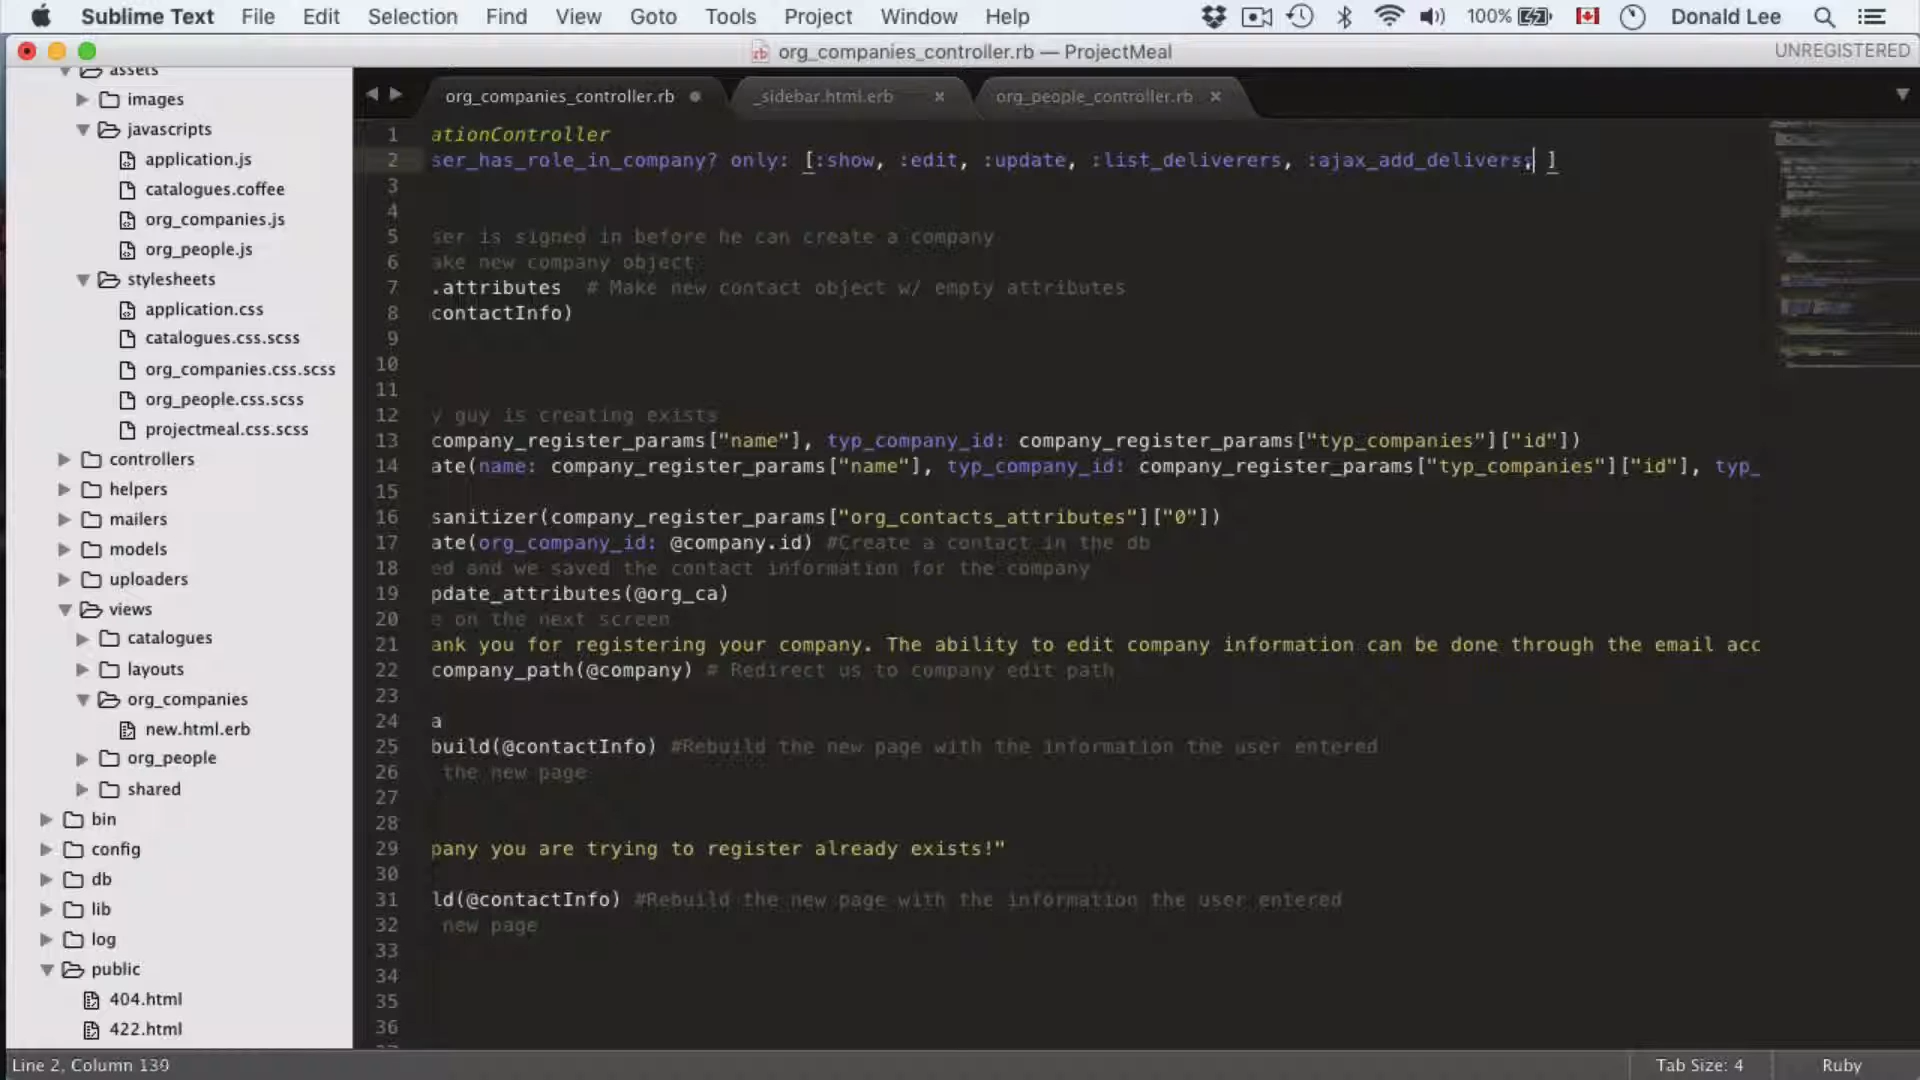 Sublime Text File Edit Selection Find View Goto Tools Project Window Help 100% Donald Lee
org_companies_controller.rb — ProjectMeal UNREGISTERED
assets
images
javascripts
application.js
catalogues.coffee
org_companies.js
org_people.js
stylesheets
application.css
catalogues.css.scss
org_companies.css.scss
org_people.css.scss
projectmeal.css.scss
controllers
helpers
mailers
models
uploaders
views
catalogues
layouts
org_companies
new.html.erb
org_people
shared
bin
config
db
lib
log
public
404.html
422.html
org_companies_controller.rb _sidebar.html.erb × org_people_controller.rb ×
1 ationController
2 ser_has_role_in_company? only: [:show, :edit, :update, :list_deliverers, :ajax_add_delivers, ]
3
4
5 ser is signed in before he can create a company
6 ake new company object
7 .attributes # Make new contact object w/ empty attributes
8 contactInfo)
9
10
11
12 y guy is creating exists
13 company_register_params["name"], typ_company_id: company_register_params["typ_companies"]["id"])
14 ate(name: company_register_params["name"], typ_company_id: company_register_params["typ_companies"]["id"], typ_
15
16 sanitizer(company_register_params["org_contacts_attributes"]["0"])
17 ate(org_company_id: @company.id) #Create a contact in the db
18 ed and we saved the contact information for the company
19 pdate_attributes(@org_ca)
20 e on the next screen
21 ank you for registering your company. The ability to edit company information can be done through the email acc
22 company_path(@company) # Redirect us to company edit path
23
24 a
25 build(@contactInfo) #Rebuild the new page with the information the user entered
26 the new page
27
28
29 pany you are trying to register already exists!"
30
31 ld(@contactInfo) #Rebuild the new page with the information the user entered
32 new page
33
34
35
36
Line 2, Column 139 Tab Size: 4 Ruby